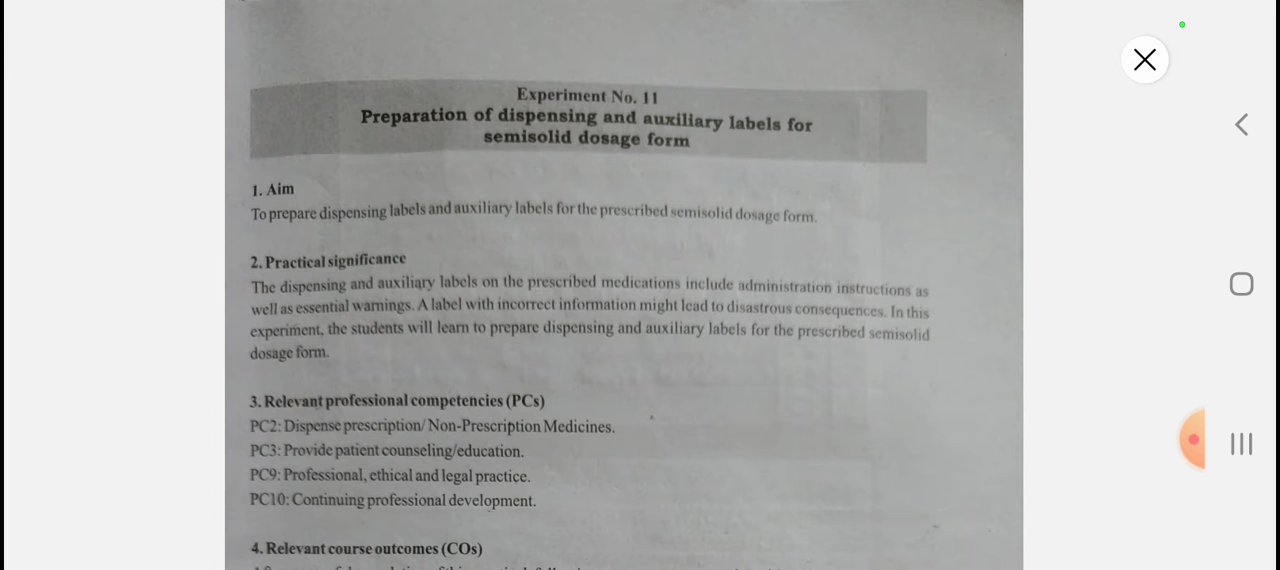 Experiment No. 11
Preparation of dispensing and auxiliary labels for
semisolid dosage form
1. Aim
To prepare dispensing labels and auxiliary labels for the prescribed semisolid dosage form.
2. Practical significance
The dispensing and auxiliary labels on the prescribed medications include administration instructions as
well as essential warnings. A label with incorrect information might lead to disastrous consequences. In this
experiment, the students will learn to prepare dispensing and auxiliary labels for the prescribed semisolid
dosage form.
3. Relevant professional competencies (PCs)
PC2: Dispense prescription/ Non-Prescription Medicines.
PC3: Provide patient counseling/education.
PC9: Professional, ethical and legal practice.
PC10: Continuing professional development.
4. Relevant course outcomes (COs)